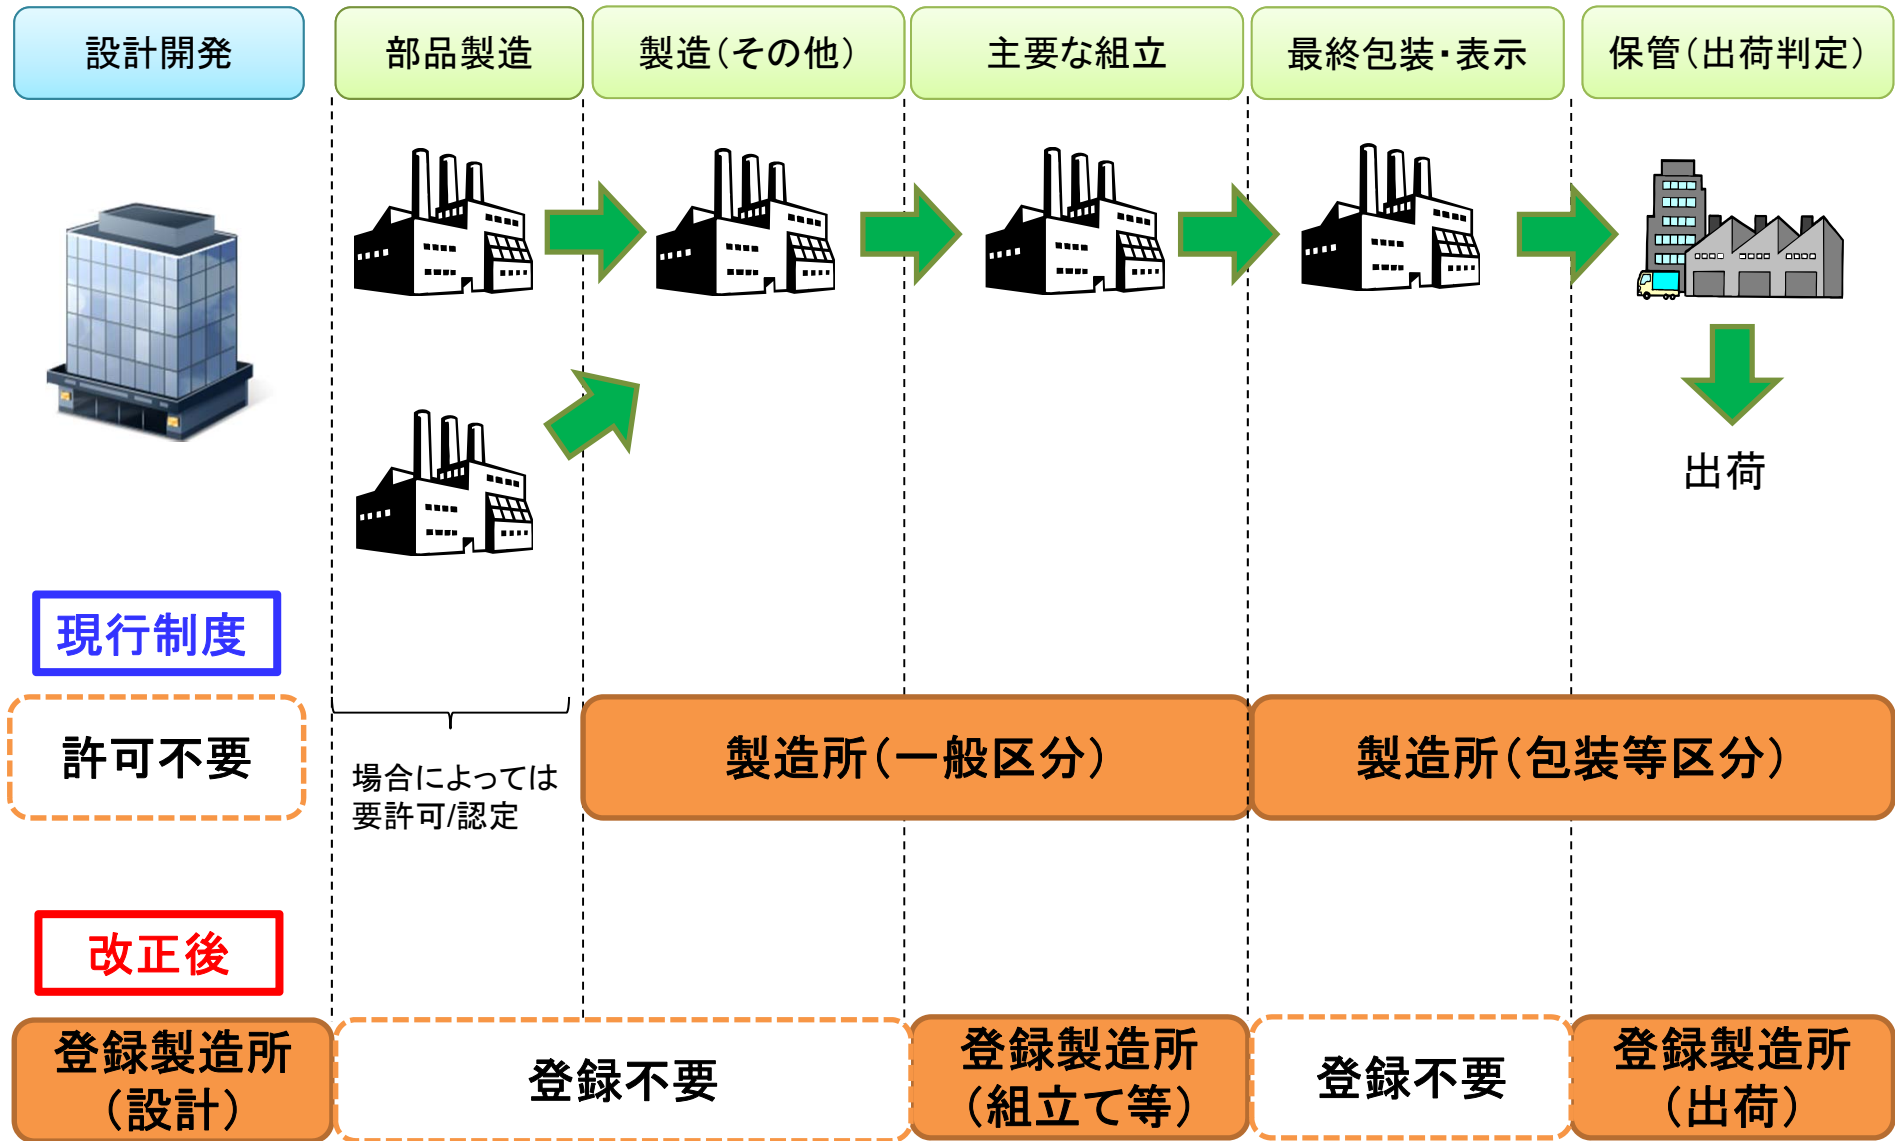 設計開発
部品製造
製造（その他）
主要な組立
最終包装・表示
保管（出荷判定）
出荷
現行制度
許可不要
場合によっては
要許可/認定
製造所（一般区分）
製造所（包装等区分）
改正後
登録製造所
（設計）
登録不要
登録製造所
（組立て等）
登録不要
登録製造所
（出荷）